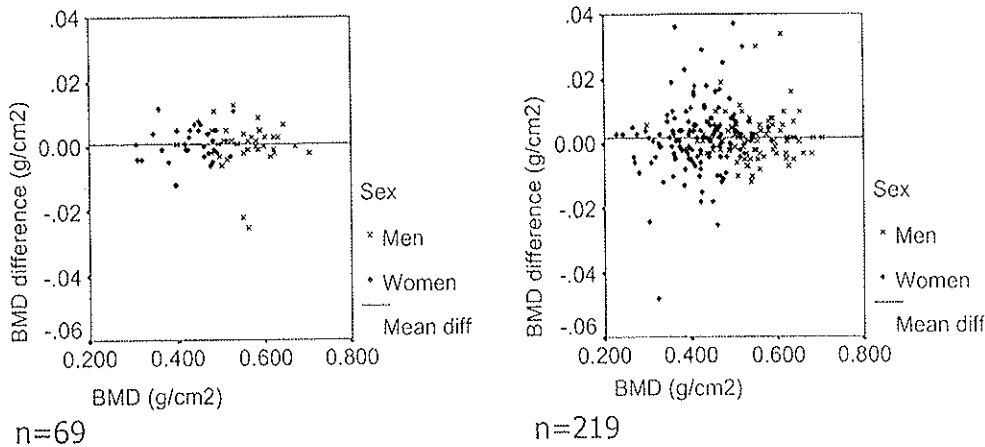 .04
.02
0.00
-.02
-.04
-.06
0.200
0.400
0.600
0.800
BMD difference (g/cm2)
BMD (g/cm2)
Sex
× Men
♦ Women
Mean diff
n=69
.04
.02
0.00
-.02
-.04
-.06
0.200
0.400
0.600
0.800
BMD difference (g/cm2)
BMD (g/cm2)
Sex
× Men
♦ Women
Mean diff
n=219